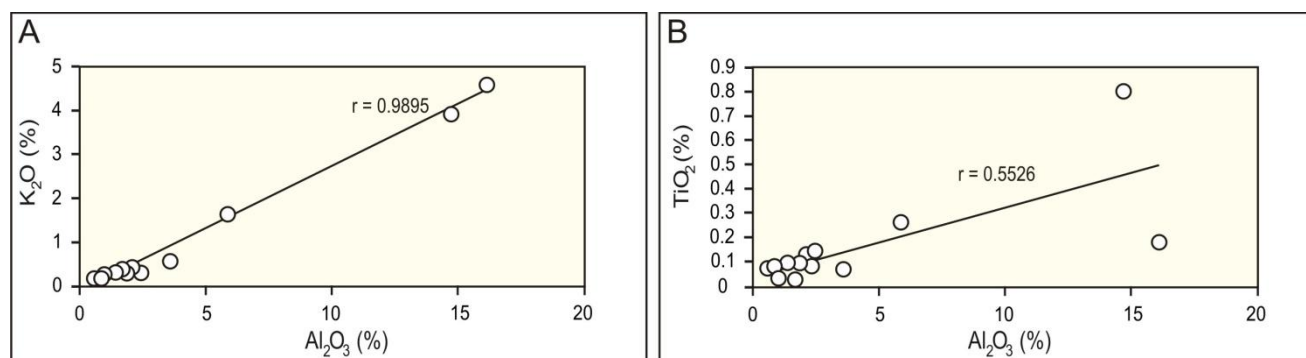 A
5
4
3
2
1
0
K₂O (%)
r = 0.9895
0 5 10 15 20
Al₂O₃ (%)
B
0.9
0.8
0.7
0.6
0.5
0.4
0.3
0.2
0.1
0
TiO₂ (%)
r = 0.5526
0 5 10 15 20
Al₂O₃ (%)